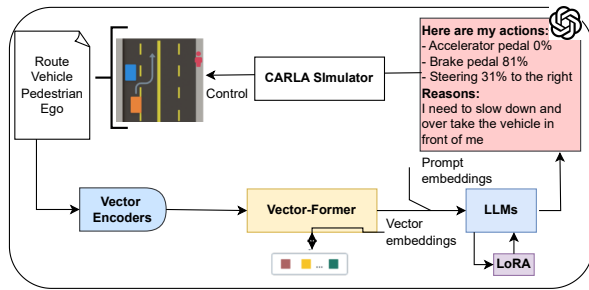 Route
Vehicle
Pedestrian
Ego
Control
CARLA SImulator
Here are my actions:
- Accelerator pedal 0%
- Brake pedal 81%
- Steering 31% to the right
Reasons:
I need to slow down and
over take the vehicle in
front of me
Vector
Encoders
Vector-Former
...
Prompt
embeddings
Vector
embeddings
LLMs
LoRA